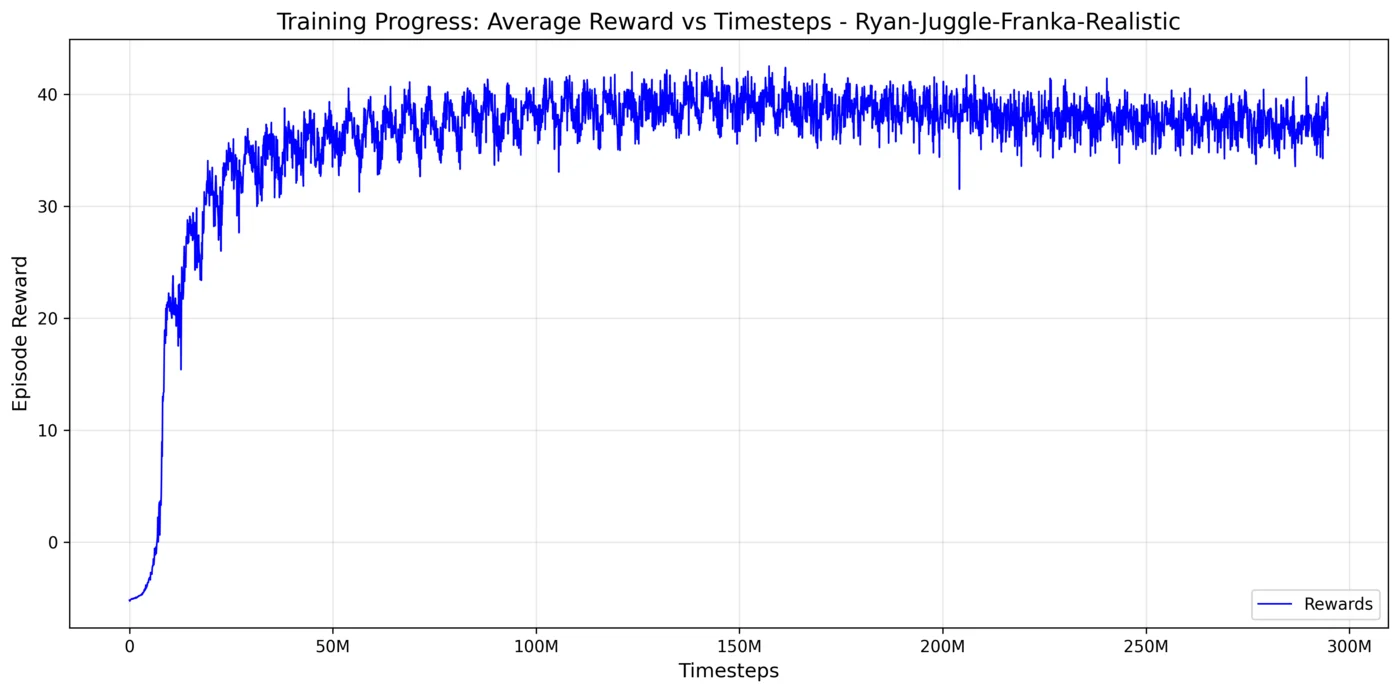 Training Progress: Average Reward vs Timesteps - Ryan-Juggle-Franka-Realistic
Episode Reward
40
30
20
10
0
Rewards
0
50M
100M
150M
200M
250M
300M
Timesteps